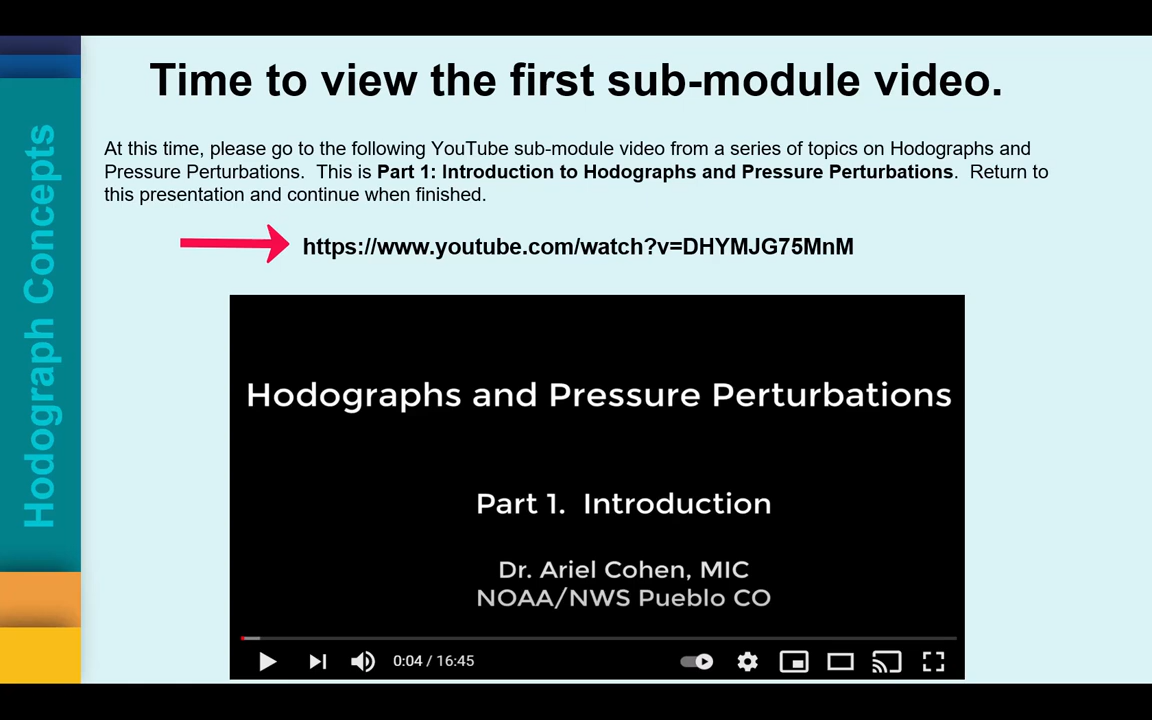 Hodograph Concepts
Time to view the first sub-module video.
At this time, please go to the following YouTube sub-module video from a series of topics on Hodographs and
Pressure Perturbations.  This is Part 1: Introduction to Hodographs and Pressure Perturbations.  Return to
this presentation and continue when finished.
https://www.youtube.com/watch?v=DHYMJG75MnM
Hodographs and Pressure Perturbations
Part 1.  Introduction
Dr. Ariel Cohen, MIC
NOAA/NWS Pueblo CO
0:04 / 16:45